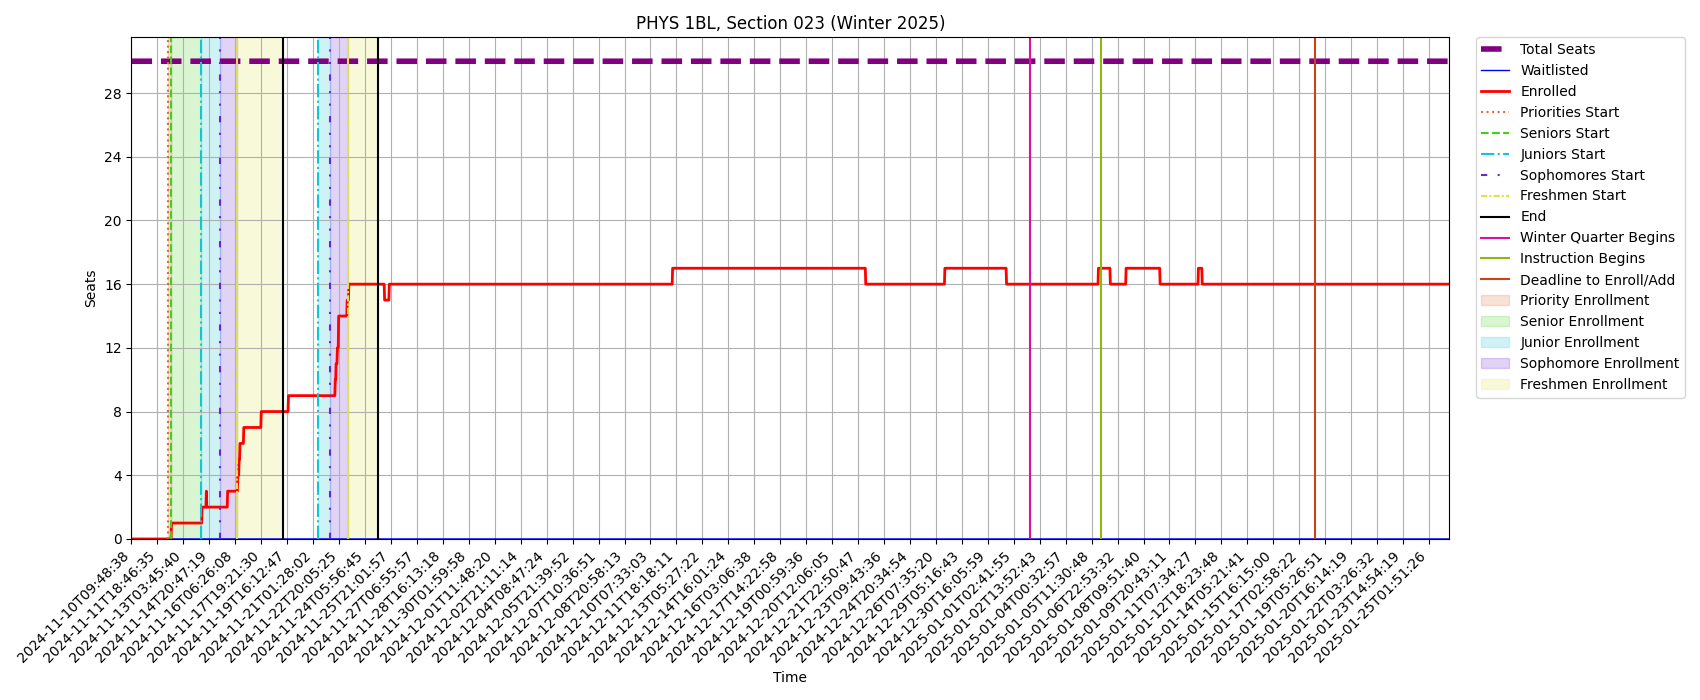 PHYS 1BL, Section 023 (Winter 2025)
Seats
28
24
20
16
12
8
4
0
2024-11-10T09:48:38
2024-11-11T18:46:35
2024-11-13T03:45:40
2024-11-14T20:47:19
2024-11-16T06:26:08
2024-11-17T19:21:30
2024-11-19T16:12:47
2024-11-21T01:28:02
2024-11-22T20:05:25
2024-11-24T05:56:45
2024-11-25T21:01:57
2024-11-27T06:55:57
2024-11-28T16:13:18
2024-11-30T01:59:58
2024-12-01T11:48:20
2024-12-02T21:11:14
2024-12-04T08:47:24
2024-12-05T21:39:52
2024-12-07T10:36:51
2024-12-08T20:58:13
2024-12-10T07:33:03
2024-12-11T18:18:11
2024-12-13T05:27:22
2024-12-14T16:01:24
2024-12-16T03:06:38
2024-12-17T14:22:58
2024-12-19T00:59:36
2024-12-20T12:06:05
2024-12-21T22:50:47
2024-12-23T09:43:36
2024-12-24T20:34:54
2024-12-26T07:35:20
2024-12-29T05:16:43
2024-12-30T16:05:59
2025-01-01T02:41:55
2025-01-02T13:52:43
2025-01-04T00:32:57
2025-01-05T11:30:48
2025-01-06T22:53:32
2025-01-08T09:51:40
2025-01-09T20:43:11
2025-01-11T07:34:27
2025-01-12T18:23:48
2025-01-14T05:21:41
2025-01-15T16:15:00
2025-01-17T02:58:22
2025-01-19T05:26:51
2025-01-20T16:14:19
2025-01-22T03:26:32
2025-01-23T14:54:19
2025-01-25T01:51:26
Time
Total Seats
Waitlisted
Enrolled
Priorities Start
Seniors Start
Juniors Start
Sophomores Start
Freshmen Start
End
Winter Quarter Begins
Instruction Begins
Deadline to Enroll/Add
Priority Enrollment
Senior Enrollment
Junior Enrollment
Sophomore Enrollment
Freshmen Enrollment